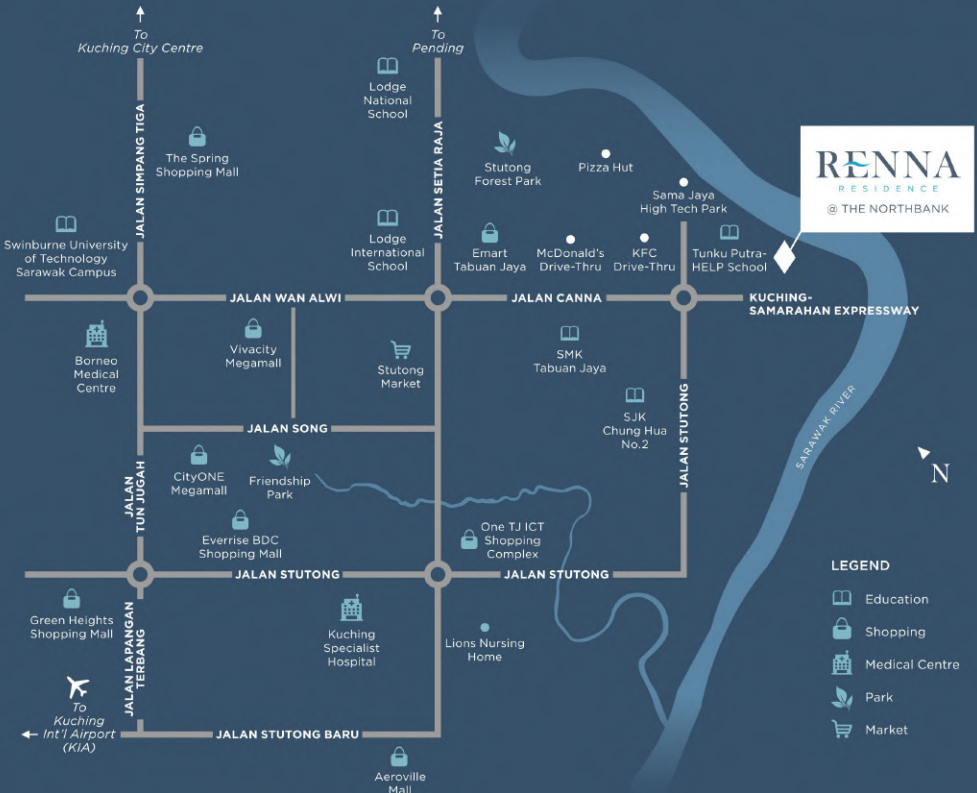 To
Kuching City Centre
To
Pending
Lodge
National
School
JALAN SIMPANG TIGA
The Spring
Shopping Mall
JALAN SETIA RAJA
Stutong
Forest Park
Pizza Hut
Sama Jaya
High Tech Park
RENNA
RESIDENCE
@ THE NORTHBANK
Swinburne University
of Technology
Sarawak Campus
Lodge
International
School
Emart
Tabuan Jaya
McDonald's
Drive-Thru
KFC
Drive-Thru
Tunku Putra-
HELP School
JALAN WAN ALWI
JALAN CANNA
KUCHING-
SAMARAHAN EXPRESSWAY
Borneo
Medical
Centre
Vivacity
Megamall
Stutong
Market
SMK
Tabuan Jaya
SJK
Chung Hua
No.2
JALAN STUTONG
SARAWAK RIVER
N
JALAN SONG
JALAN
TUN JUGAH
CityONE
Megamall
Friendship
Park
Everrise BDC
Shopping Mall
One TJ ICT
Shopping
Complex
JALAN STUTONG
JALAN STUTONG
Green Heights
Shopping Mall
JALAN LAPANGAN
TERBANG
Kuching
Specialist
Hospital
Lions Nursing
Home
To
Kuching
Int'l Airport
(KIA)
JALAN STUTONG BARU
Aeroville
Mall
LEGEND
Education
Shopping
Medical Centre
Park
Market